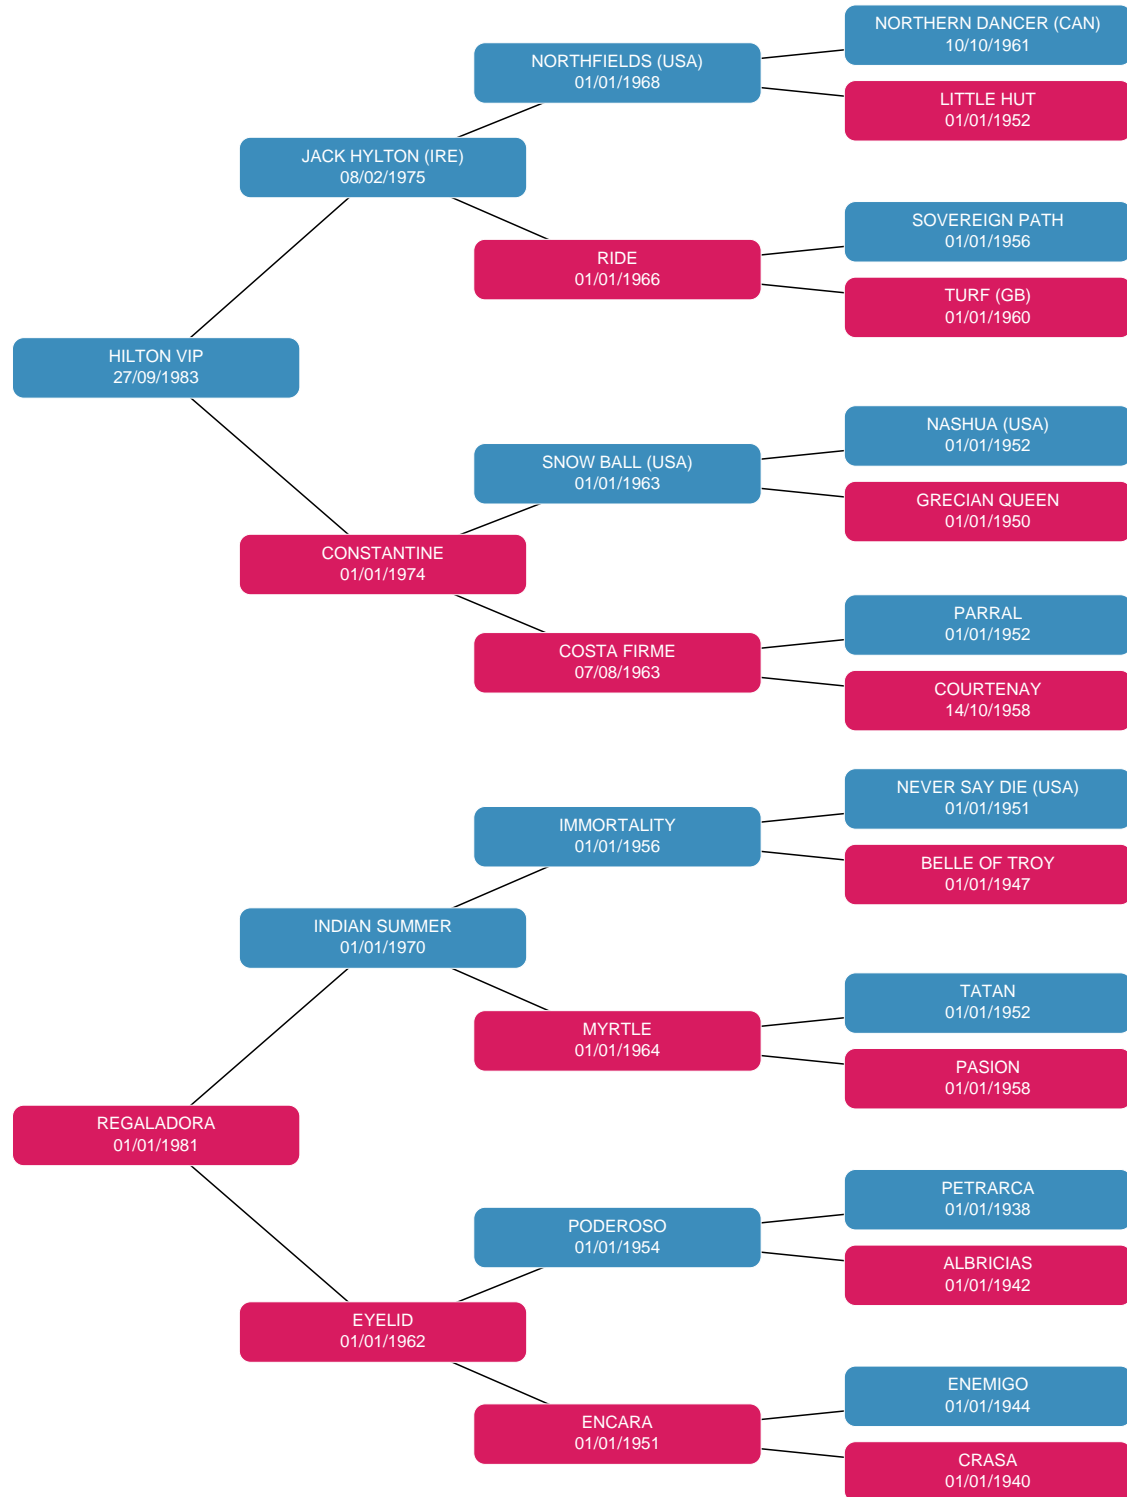 NORTHERN DANCER (CAN)
10/10/1961
NORTHFIELDS (USA)
01/01/1968
LITTLE HUT
01/01/1952
JACK HYLTON (IRE)
08/02/1975
SOVEREIGN PATH
01/01/1956
RIDE
01/01/1966
TURF (GB)
01/01/1960
HILTON VIP
27/09/1983
NASHUA (USA)
01/01/1952
SNOW BALL (USA)
01/01/1963
GRECIAN QUEEN
01/01/1950
CONSTANTINE
01/01/1974
PARRAL
01/01/1952
COSTA FIRME
07/08/1963
COURTENAY
14/10/1958
NEVER SAY DIE (USA)
01/01/1951
IMMORTALITY
01/01/1956
BELLE OF TROY
01/01/1947
INDIAN SUMMER
01/01/1970
TATAN
01/01/1952
MYRTLE
01/01/1964
PASION
01/01/1958
REGALADORA
01/01/1981
PETRARCA
01/01/1938
PODEROSO
01/01/1954
ALBRICIAS
01/01/1942
EYELID
01/01/1962
ENEMIGO
01/01/1944
ENCARA
01/01/1951
CRASA
01/01/1940